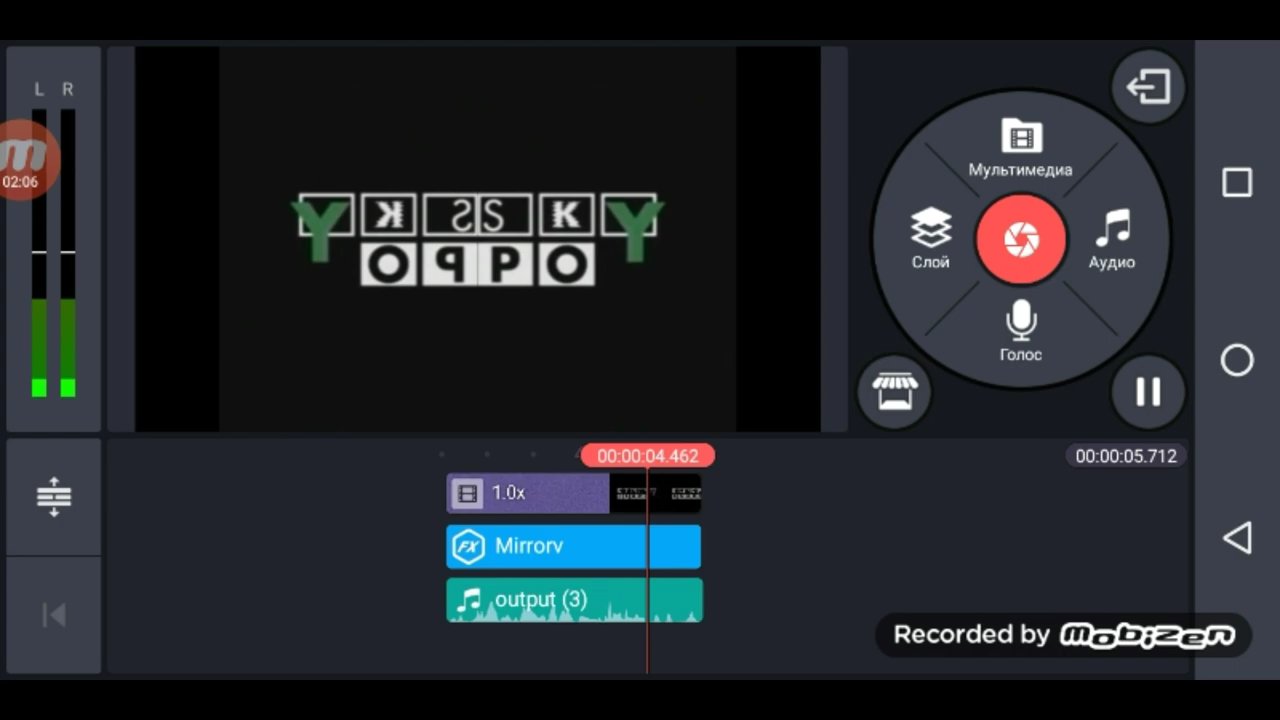 L R
02:06
Y K S S K Y
O P P O
Мультимедиа
Слой
Аудио
Голос
00:00:04.462
00:00:05.712
1.0x
FX Mirrorv
output (3)
Recorded by mobizen